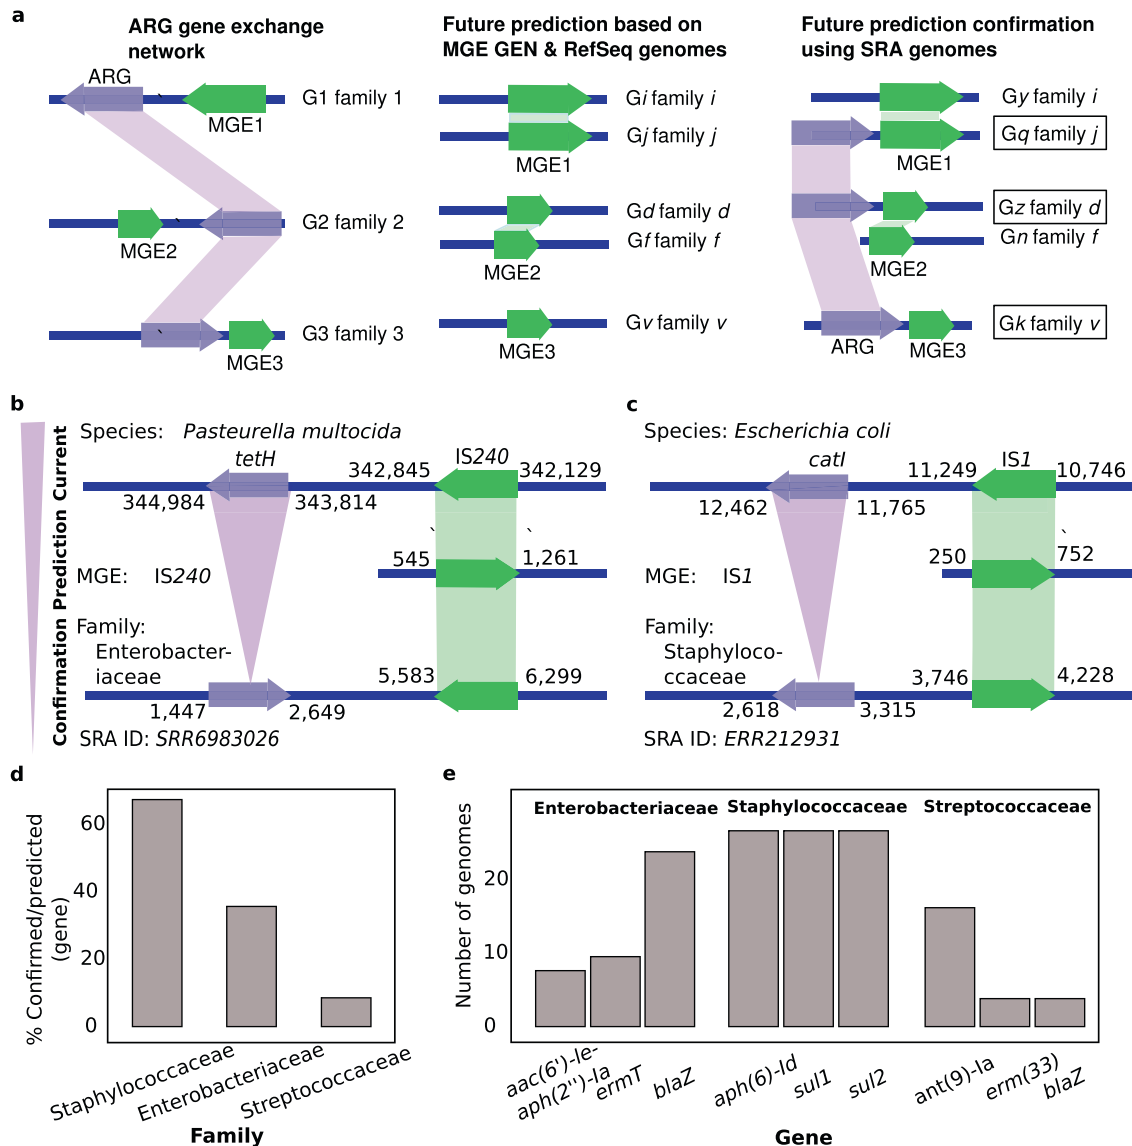 a
ARG gene exchange
network
Future prediction based on
MGE GEN & RefSeq genomes
Future prediction confirmation
using SRA genomes
ARG
G1 family 1
MGE1
G2 family 2
MGE2
G3 family 3
MGE3
Gi family i
Gj family j
MGE1
Gd family d
Gf family f
MGE2
Gv family v
MGE3
Gy family i
Gq family j
MGE1
Gz family d
Gn family f
MGE2
Gk family v
ARG
MGE3
b
Confirmation Prediction Current
Species: Pasteurella multocida
tetH
IS240
342,845
342,129
344,984
343,814
545
1,261
MGE: IS240
Family:
Enterobacter-
iaceae
5,583
6,299
1,447
2,649
SRA ID: SRR6983026
c
Species: Escherichia coli
catI
IS1
11,249
10,746
12,462
11,765
250
752
MGE: IS1
Family:
Staphyloco-
ccaceae
3,746
4,228
2,618
3,315
SRA ID: ERR212931
d
% Confirmed/predicted
(gene)
60
40
20
0
Staphylococcaceae
Enterobacteriaceae
Streptococcaceae
Family
e
Number of genomes
20
10
0
Enterobacteriaceae
Staphylococcaceae
Streptococcaceae
aac(6')-Ie-
aph(2'')-Ia
ermT
blaZ
aph(6)-Id
sul1
sul2
ant(9)-Ia
erm(33)
blaZ
Gene